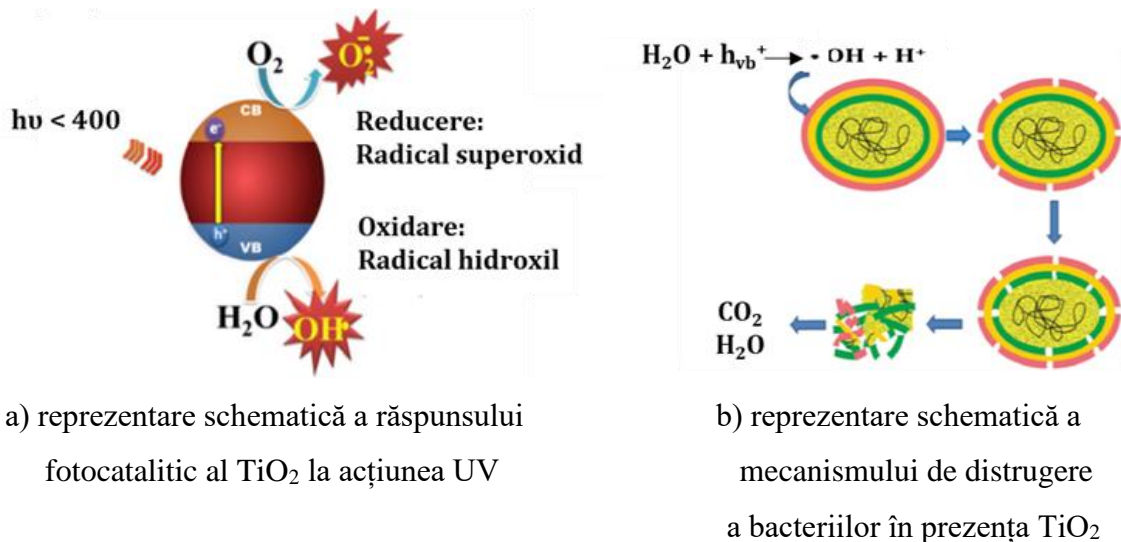 O₂
O₂•⁻
CB
hυ < 400
e⁻
Reducere:
Radical superoxid
Oxidare:
Radical hidroxil
h⁺
VB
H₂O
OH•
H₂O + h_vb⁺ → • OH + H⁺
CO₂
H₂O
a) reprezentare schematică a răspunsului
fotocatalitic al TiO₂ la acțiunea UV
b) reprezentare schematică a
mecanismului de distrugere
a bacteriilor în prezența TiO₂